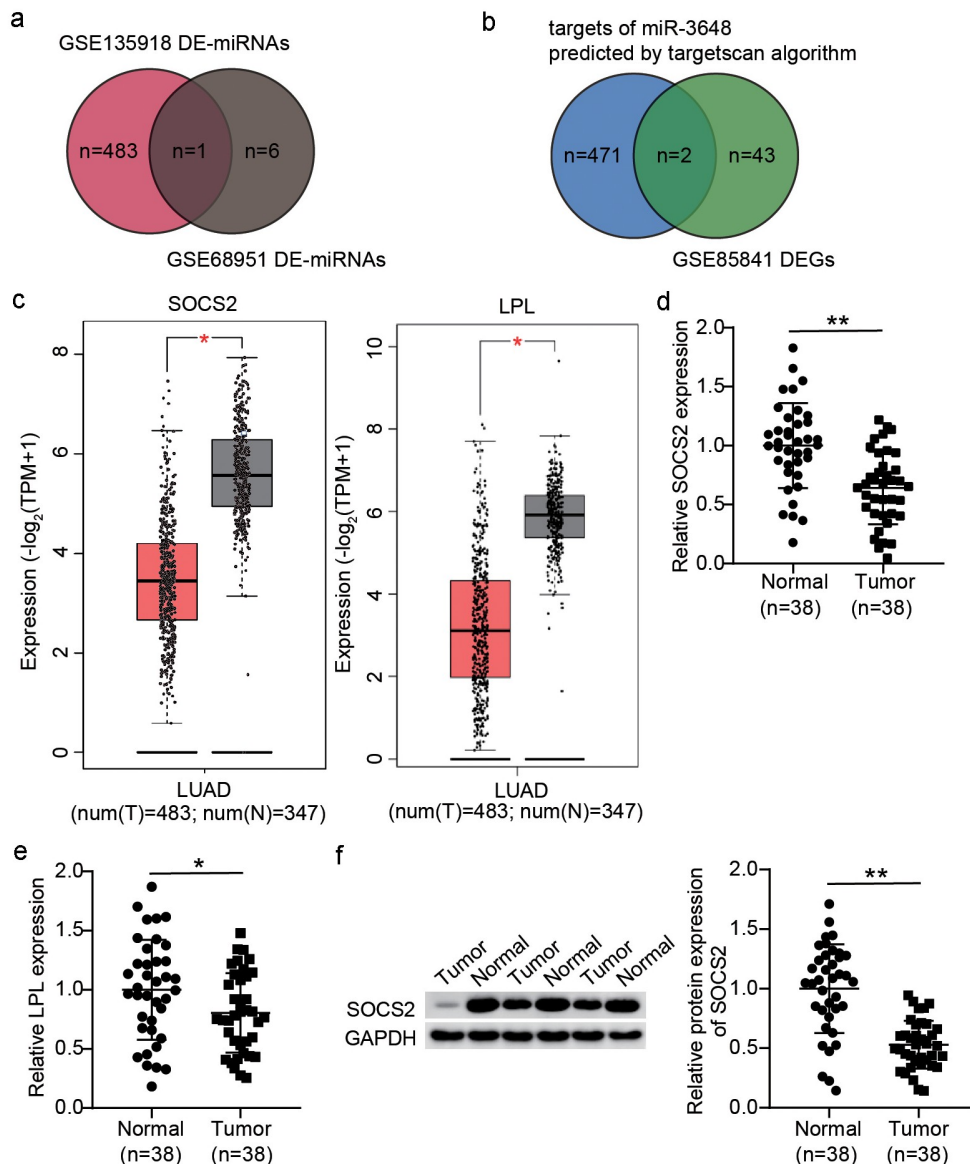 a
GSE135918 DE-miRNAs
n=483
n=1
n=6
GSE68951 DE-miRNAs
b
targets of miR-3648
predicted by targetscan algorithm
n=471
n=2
n=43
GSE85841 DEGs
c
SOCS2
Expression (-log2(TPM+1)
8
6
4
2
0
*
LUAD
(num(T)=483; num(N)=347)
LPL
Expression (-log2(TPM+1)
10
8
6
4
2
0
*
LUAD
(num(T)=483; num(N)=347)
d
Relative SOCS2 expression
2.0
1.5
1.0
0.5
0.0
**
Normal
(n=38)
Tumor
(n=38)
e
Relative LPL expression
2.0
1.5
1.0
0.5
0.0
*
Normal
(n=38)
Tumor
(n=38)
f
Tumor
Normal
Tumor
Normal
Tumor
Normal
SOCS2
GAPDH
Relative protein expression
of SOCS2
2.0
1.5
1.0
0.5
0.0
**
Normal
(n=38)
Tumor
(n=38)